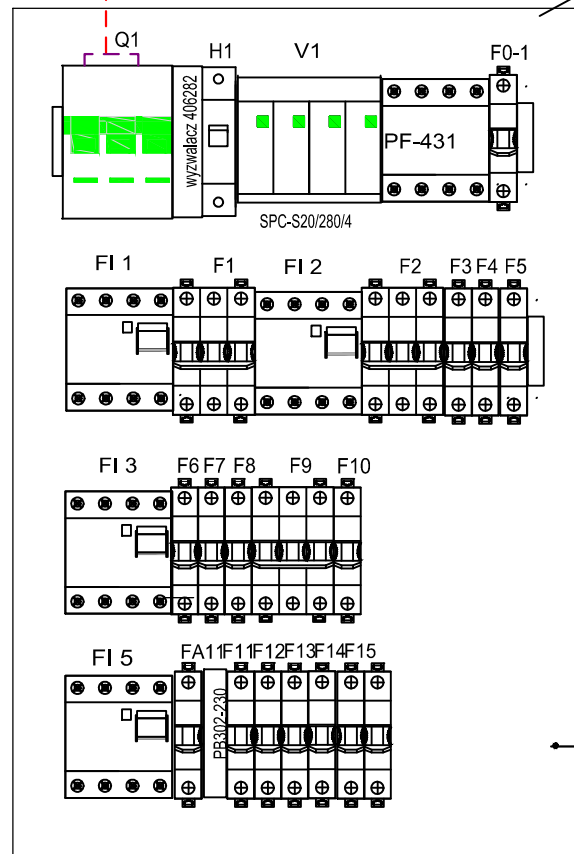 Q1 H1 V1 F0-1
wyzwalacz 406282
PF-431
SPC-S20/280/4
FI 1 F1 FI 2 F2 F3 F4 F5
FI 3 F6 F7 F8 F9 F10
FI 5 FA11 F11 F12 F13 F14 F15
PB302-230